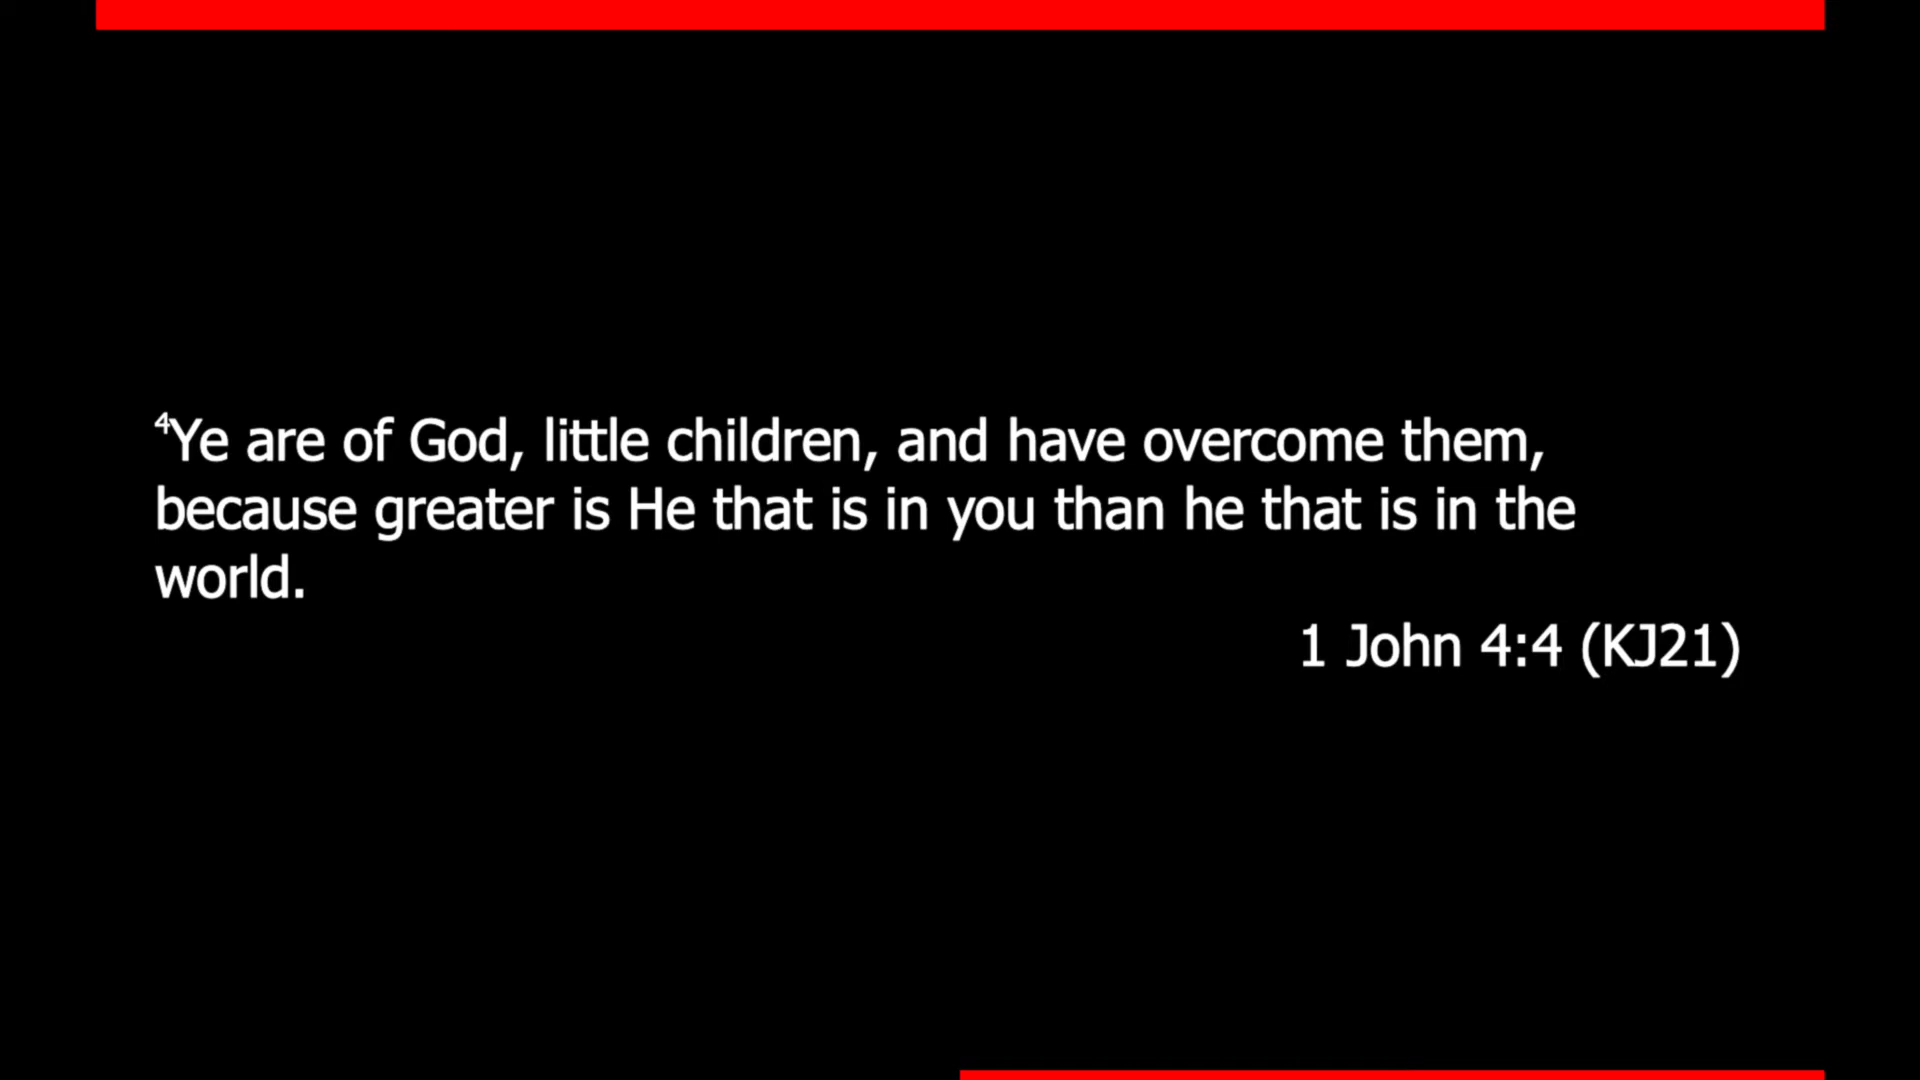 ⁴Ye are of God, little children, and have overcome them,
because greater is He that is in you than he that is in the
world.
1 John 4:4 (KJ21)